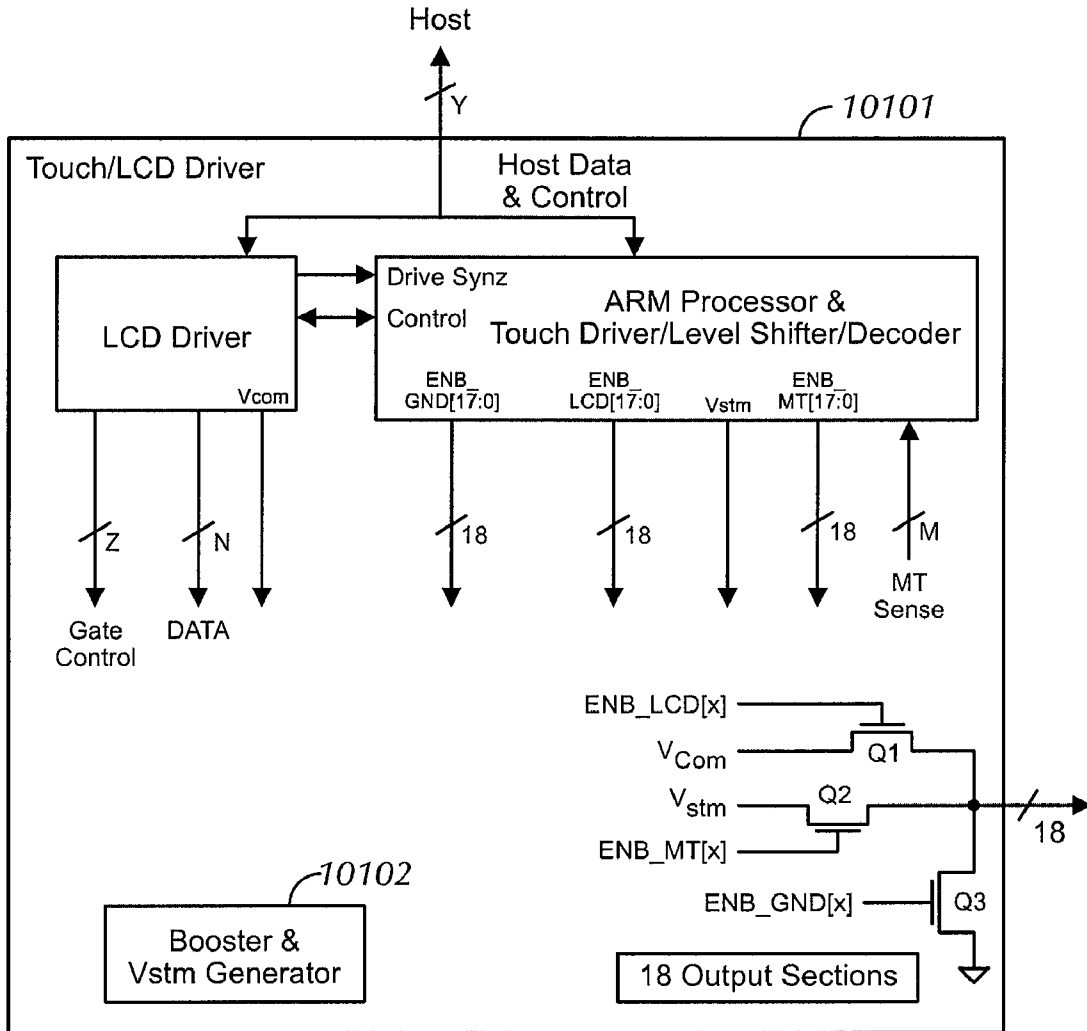 Host
Y
10101
Touch/LCD Driver
Host Data
& Control
LCD Driver
Vcom
Drive Synz
Control
ARM Processor &
Touch Driver/Level Shifter/Decoder
ENB_
GND[17:0]
ENB_
LCD[17:0]
Vstm
ENB_
MT[17:0]
Z
N
18
18
18
M
Gate
Control
DATA
MT
Sense
ENB_LCD[x]
VCom
Q1
Vstm
Q2
18
ENB_MT[x]
ENB_GND[x]
Q3
10102
Booster &
Vstm Generator
18 Output Sections